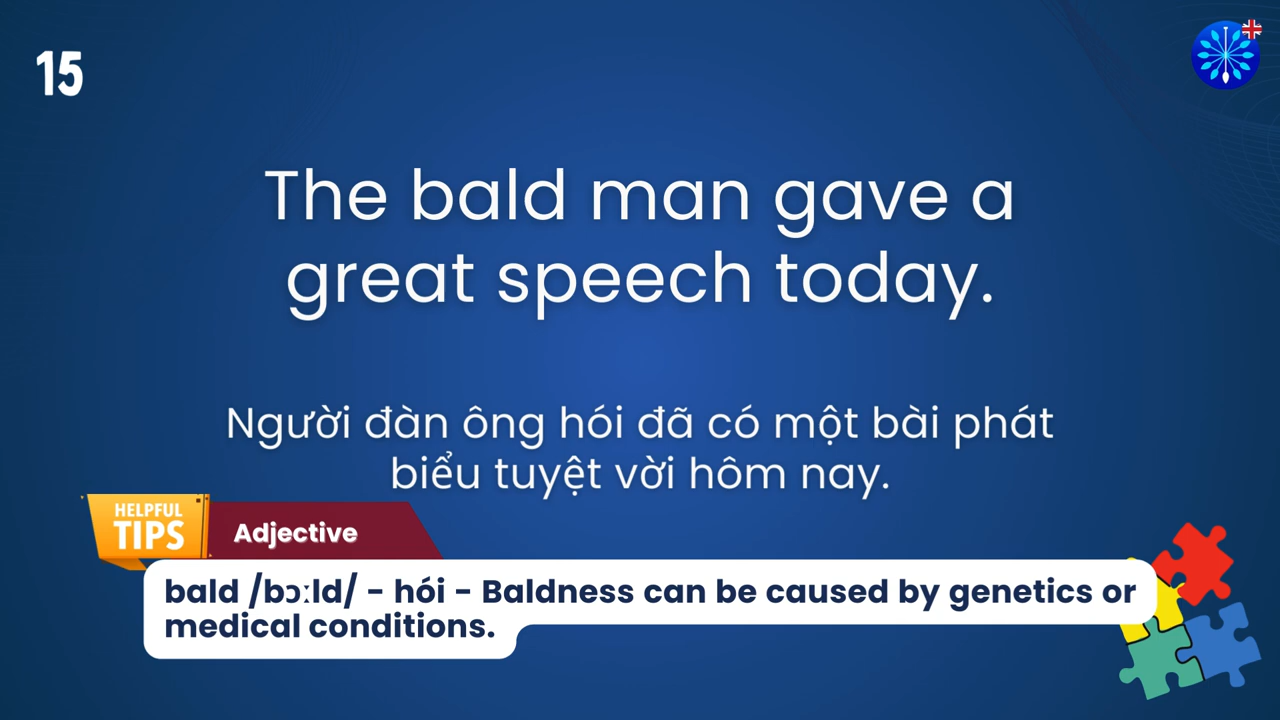 15
The bald man gave a
great speech today.
Người đàn ông hói đã có một bài phát
biểu tuyệt vời hôm nay.
HELPFUL
TIPS
Adjective
bald /bɔːld/ - hói - Baldness can be caused by genetics or
medical conditions.